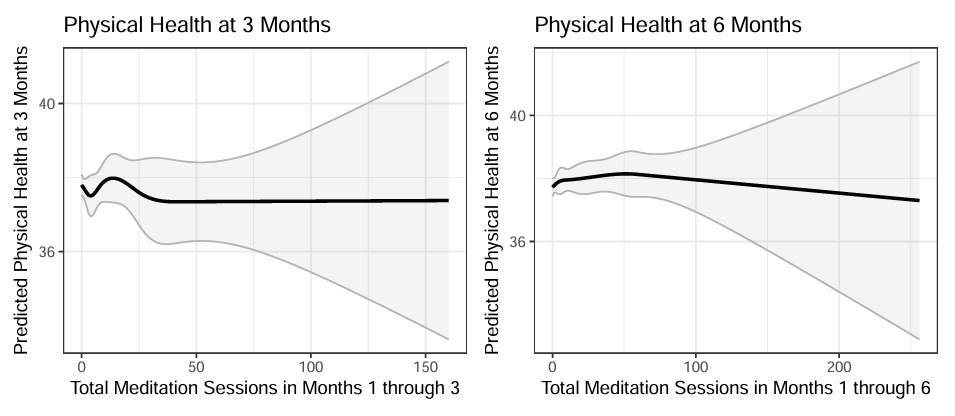 Physical Health at 3 Months
Predicted Physical Health at 3 Months
40
36
0 50 100 150
Total Meditation Sessions in Months 1 through 3
Physical Health at 6 Months
Predicted Physical Health at 6 Months
40
36
0 100 200
Total Meditation Sessions in Months 1 through 6